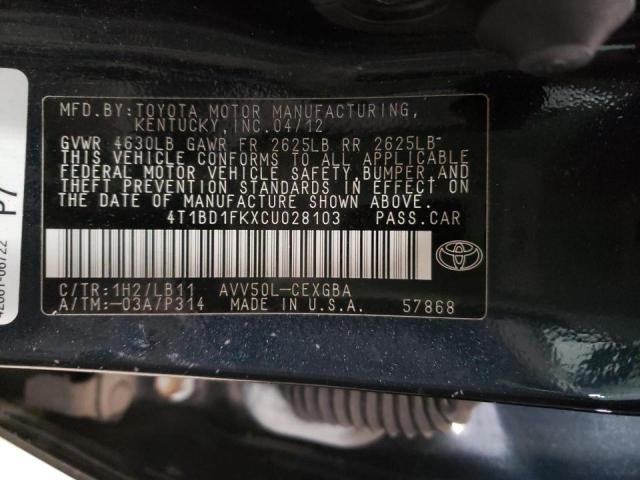 MFD.BY:TOYOTA MOTOR MANUFACTURING,
KENTUCKY,INC.04/12
GVWR 4630LB GAWR FR 2625LB RR 2625LB
THIS VEHICLE CONFORMS TO ALL APPLICABLE
FEDERAL MOTOR VEHICLE SAFETY,BUMPER,AND
THEFT PREVENTION STANDARDS IN EFFECT ON
THE DATE OF MANUFACTURE SHOWN ABOVE.
4T1BD1FKXCU028103 PASS.CAR
C/TR:1H2/LB11 AVV50L-CEXGBA
A/TM:-03A/P314 MADE IN U.S.A. 57868
TOYOTA
P7